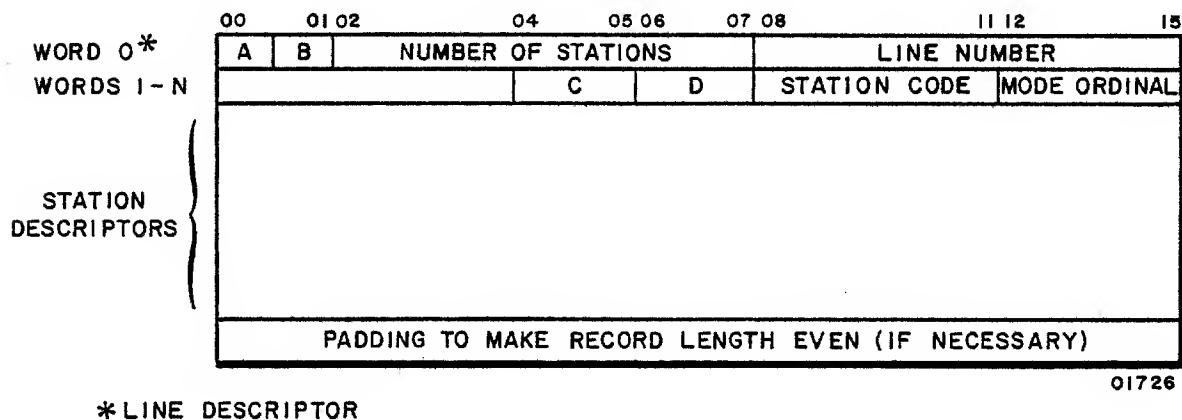 00 01 02 04 05 06 07 08 11 12 15
WORD 0* A B NUMBER OF STATIONS LINE NUMBER
WORDS 1-N C D STATION CODE MODE ORDINAL
STATION
DESCRIPTORS
PADDING TO MAKE RECORD LENGTH EVEN (IF NECESSARY)
01726
*LINE DESCRIPTOR